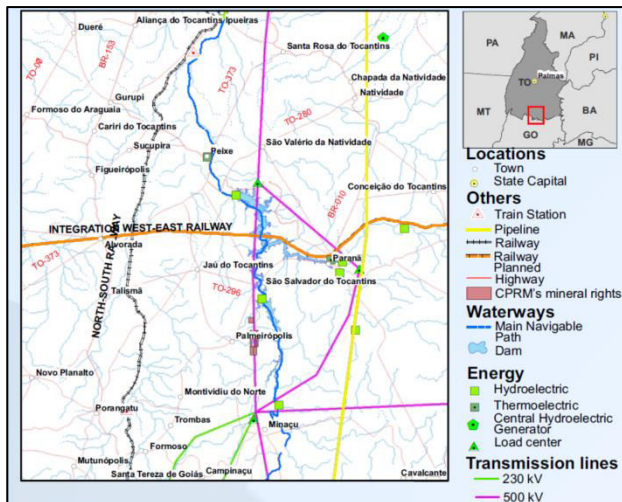 Aliança do Tocantins
Ipueiras
Dueré
BR-153
TO-373
Santa Rosa do Tocantins
Chapada da Natividade
Natividade
TO-280
Gurupi
Formoso do Araguaia
Cariri do Tocantins
Sucupira
Peixe
São Valério da Natividade
Figueirópolis
Conceição do Tocantins
BR-010
INTEGRATION WEST-EAST RAILWAY
Alvorada
Paranã
TO-373
Jaú do Tocantins
São Salvador do Tocantins
TO-296
Talismã
NORTH-SOUTH RAILWAY
Palmeirópolis
Novo Planalto
Montividiu do Norte
Porangatu
Trombas
Minaçu
Formoso
Mutunópolis
Campinaçu
Santa Tereza de Goiás
Cavalcante
PA
MA
PI
TO
Palmas
MT
BA
GO
MG
Locations
Town
State Capital
Others
Train Station
Pipeline
Railway
Railway
Planned
Highway
CPRM's mineral rights
Waterways
Main Navigable
Path
Dam
Energy
Hydroelectric
Thermoelectric
Central Hydroelectric
Generator
Load center
Transmission lines
230 kV
500 kV